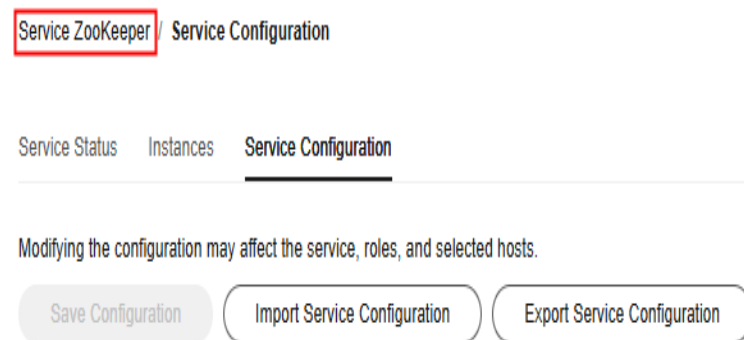 Service ZooKeeper / Service Configuration
Service Status Instances Service Configuration
Modifying the configuration may affect the service, roles, and selected hosts.
Save Configuration Import Service Configuration Export Service Configuration